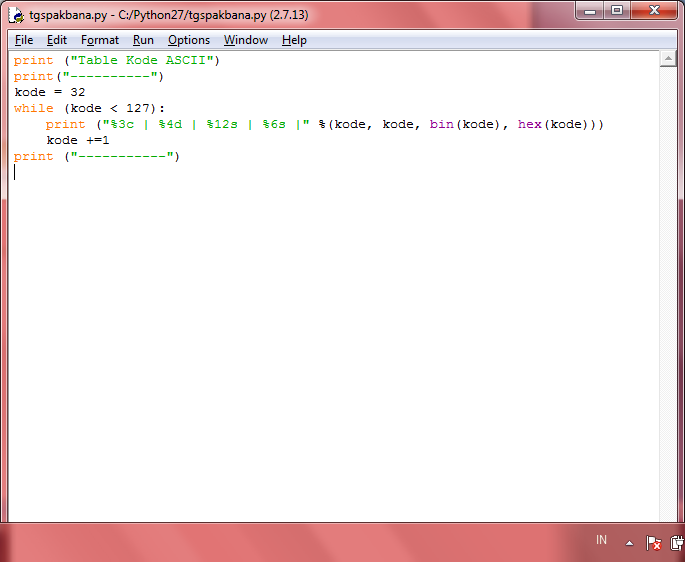 tgspakbana.py - C:/Python27/tgspakbana.py (2.7.13)
File Edit Format Run Options Window Help
print ("Table Kode ASCII")
print("----------")
kode = 32
while (kode < 127):
    print ("%3c | %4d | %12s | %6s |" %(kode, kode, bin(kode), hex(kode)))
    kode +=1
print ("-----------")
IN